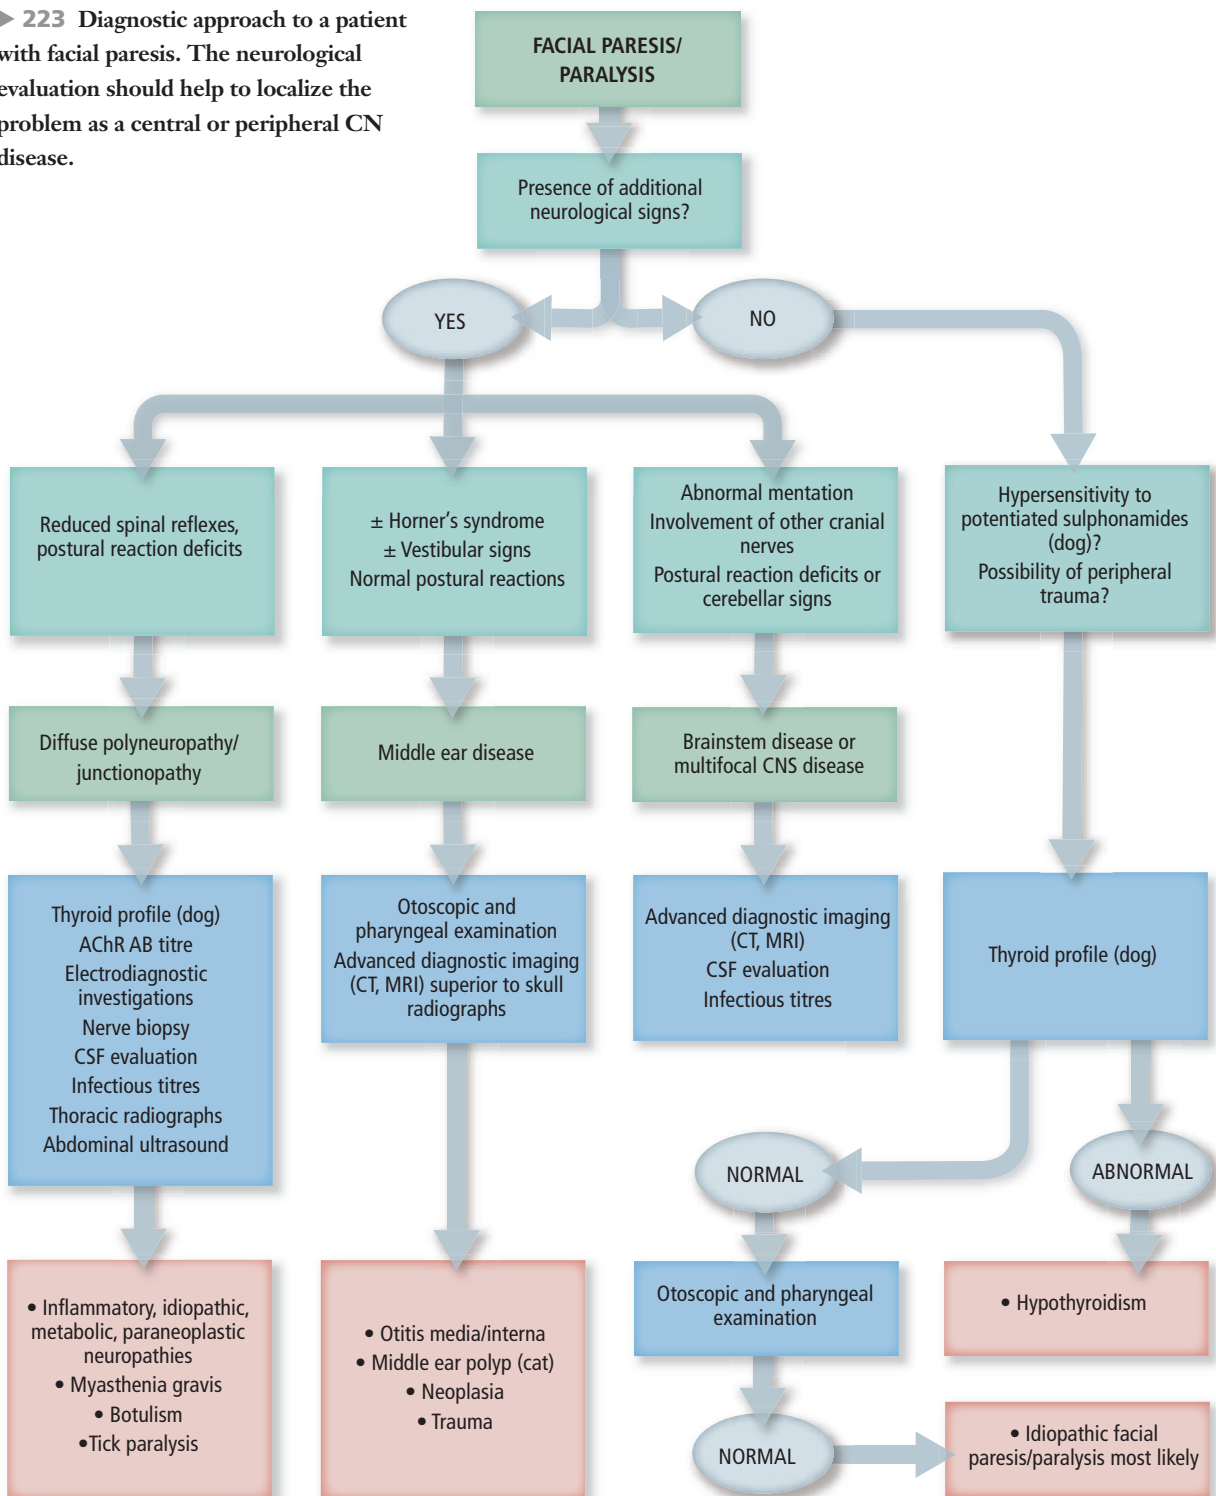 ▶ 223 Diagnostic approach to a patient
with facial paresis. The neurological
evaluation should help to localize the
problem as a central or peripheral CN
disease.
FACIAL PARESIS/
PARALYSIS
Presence of additional
neurological signs?
YES
NO
Reduced spinal reflexes,
postural reaction deficits
± Horner's syndrome
± Vestibular signs
Normal postural reactions
Abnormal mentation
Involvement of other cranial
nerves
Postural reaction deficits or
cerebellar signs
Hypersensitivity to
potentiated sulphonamides
(dog)?
Possibility of peripheral
trauma?
Diffuse polyneuropathy/
junctionopathy
Middle ear disease
Brainstem disease or
multifocal CNS disease
Thyroid profile (dog)
AChR AB titre
Electrodiagnostic
investigations
Nerve biopsy
CSF evaluation
Infectious titres
Thoracic radiographs
Abdominal ultrasound
Otoscopic and
pharyngeal examination
Advanced diagnostic imaging
(CT, MRI) superior to skull
radiographs
Advanced diagnostic imaging
(CT, MRI)
CSF evaluation
Infectious titres
Thyroid profile (dog)
NORMAL
ABNORMAL
• Inflammatory, idiopathic,
metabolic, paraneoplastic
neuropathies
• Myasthenia gravis
• Botulism
•Tick paralysis
• Otitis media/interna
• Middle ear polyp (cat)
• Neoplasia
• Trauma
Otoscopic and pharyngeal
examination
• Hypothyroidism
NORMAL
• Idiopathic facial
paresis/paralysis most likely